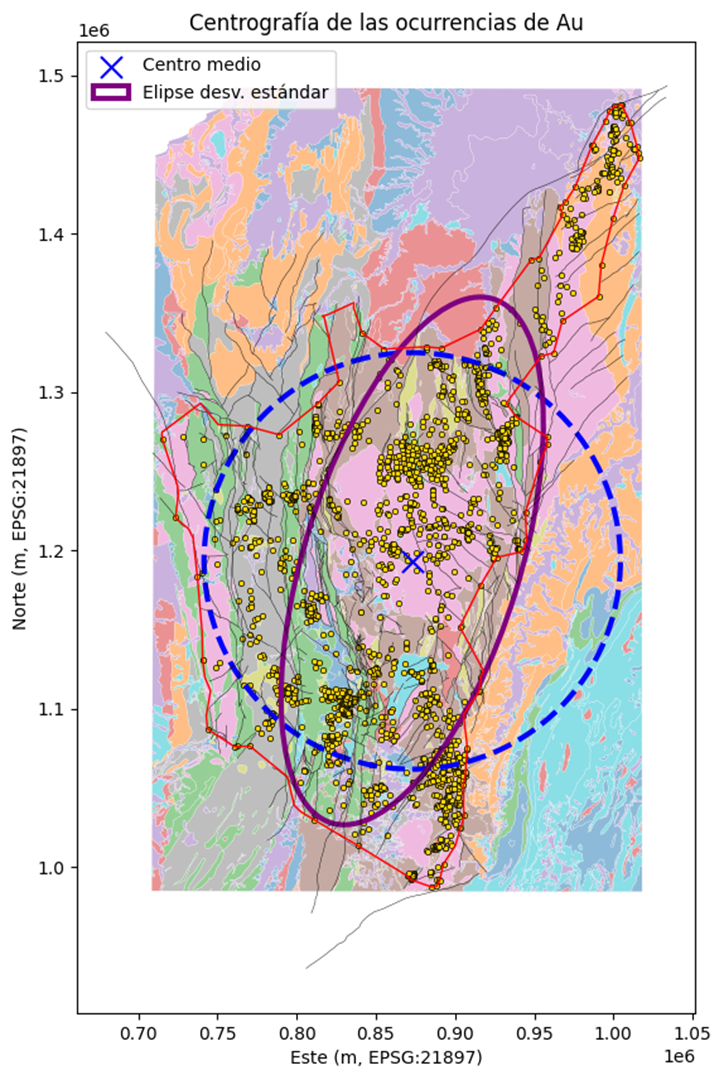 Centrografía de las ocurrencias de Au
1e6
Centro medio
Elipse desv. estándar
1.5
1.4
1.3
1.2
1.1
1.0
Norte (m, EPSG:21897)
0.70 0.75 0.80 0.85 0.90 0.95 1.00 1.05
Este (m, EPSG:21897)
1e6